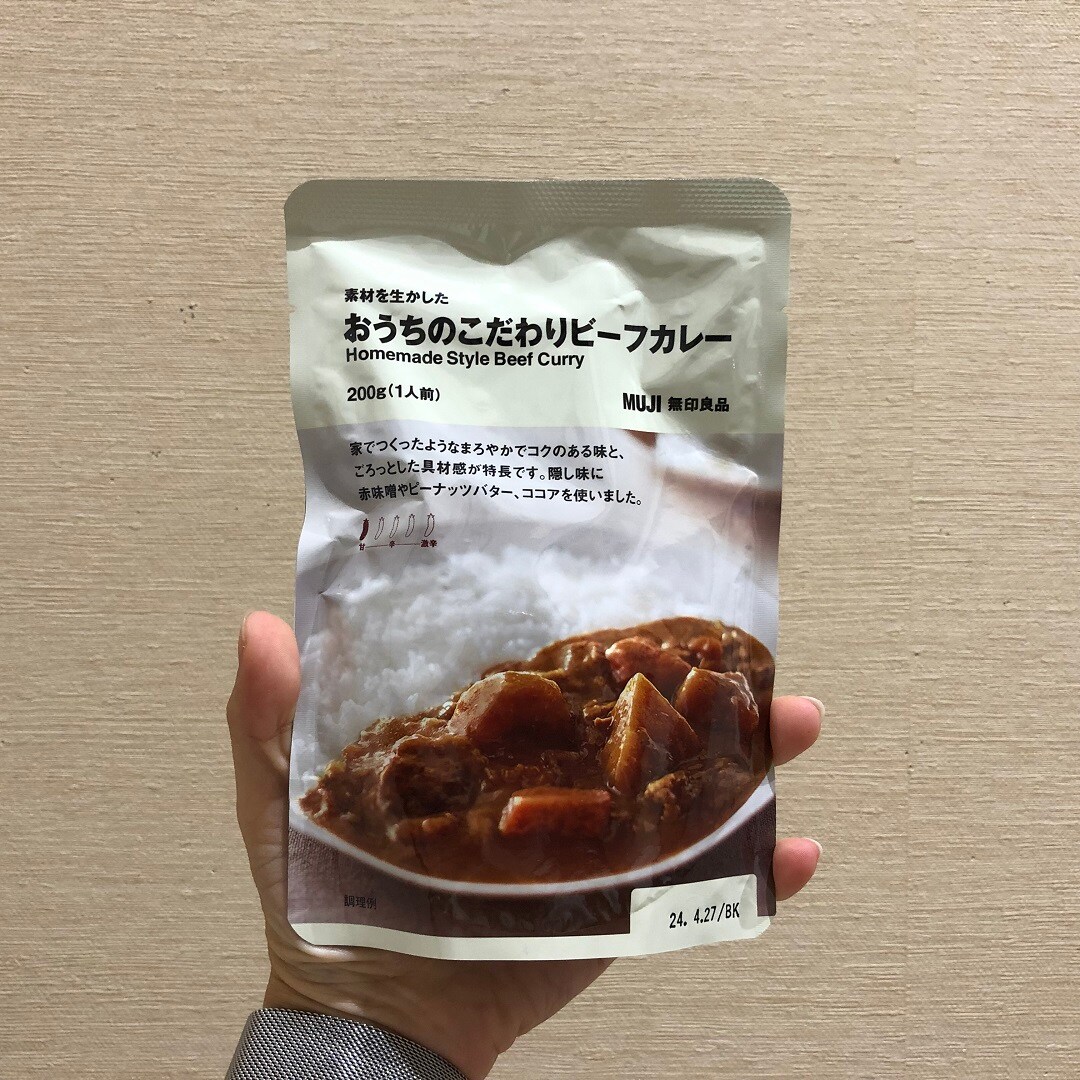 素材を生かした
おうちのこだわりビーフカレー
Homemade Style Beef Curry
200g(1人前)
MUJI 無印良品
家でつくったようなまろやかでコクのある味と、
ごろっとした具材感が特長です。隠し味に
赤味噌やピーナッツバター、ココアを使いました。
甘 辛 激辛
調理例
24. 4.27/BK